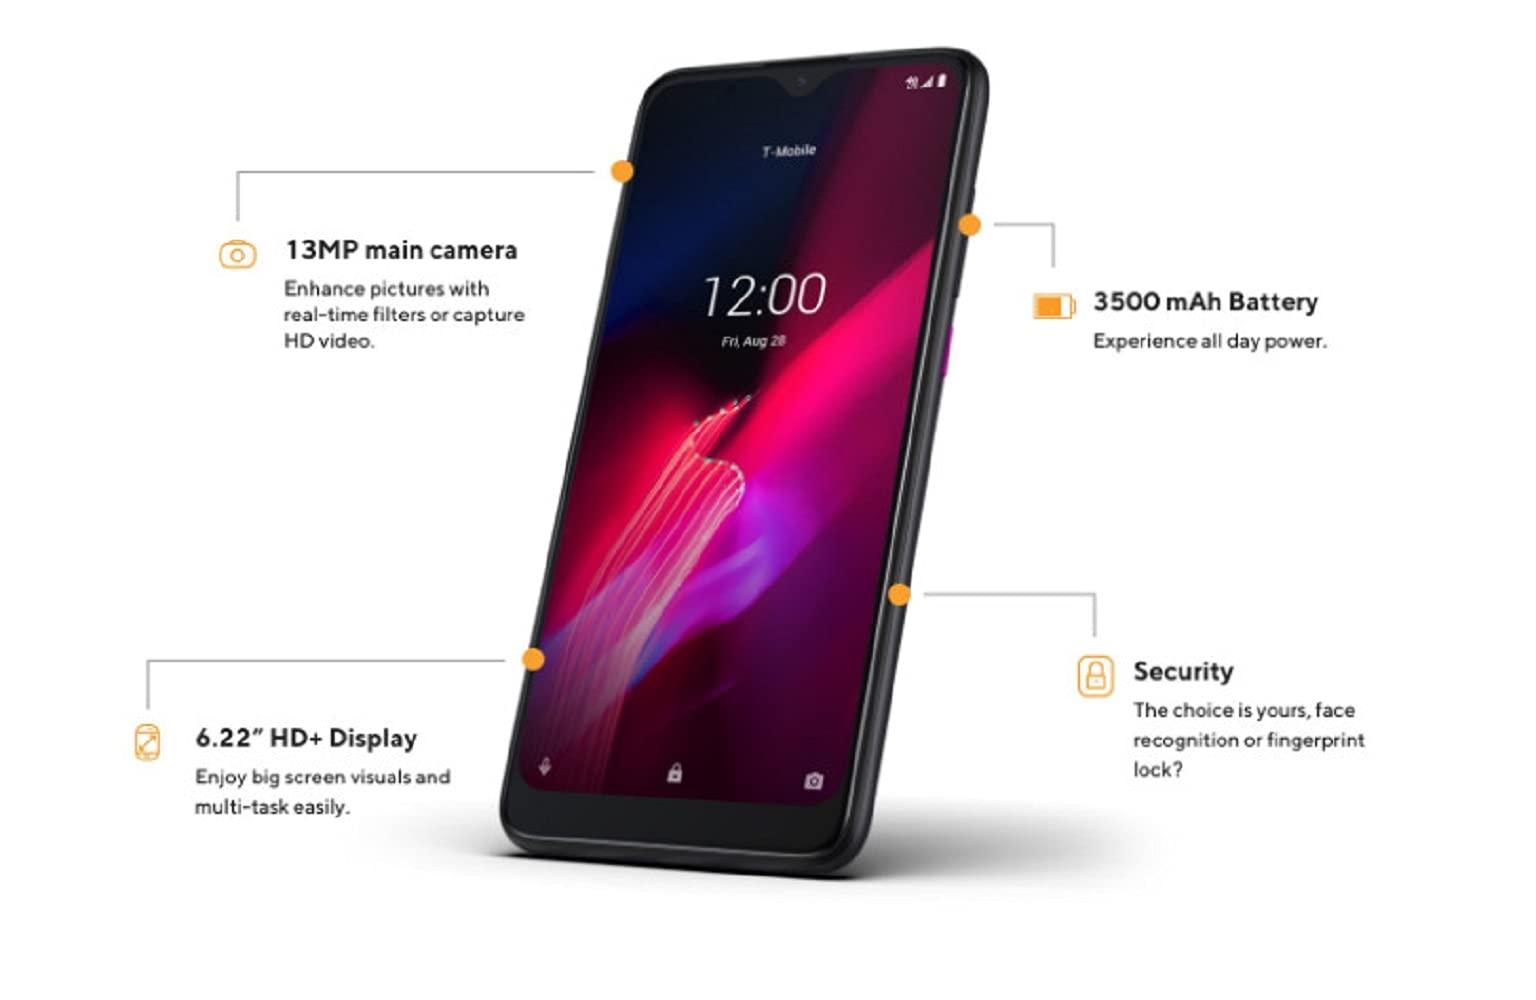 T-Mobile
12:00
Fri, Aug 28
13MP main camera
Enhance pictures with
real-time filters or capture
HD video.
3500 mAh Battery
Experience all day power.
6.22” HD+ Display
Enjoy big screen visuals and
multi-task easily.
Security
The choice is yours, face
recognition or fingerprint
lock?